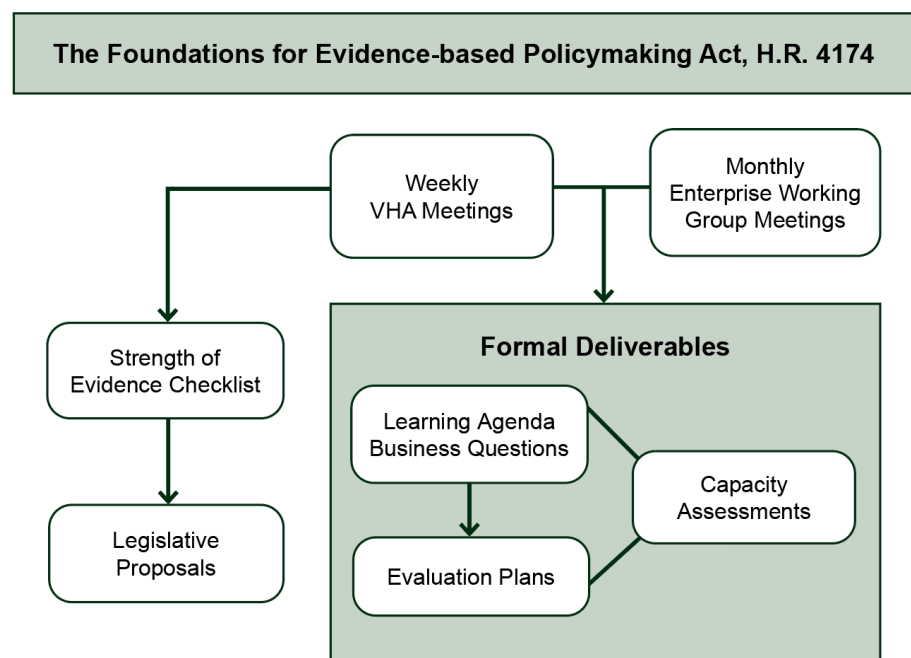 The Foundations for Evidence-based Policymaking Act, H.R. 4174
Weekly
VHA Meetings
Monthly
Enterprise Working
Group Meetings
Strength of
Evidence Checklist
Legislative
Proposals
Formal Deliverables
Learning Agenda
Business Questions
Capacity
Assessments
Evaluation Plans